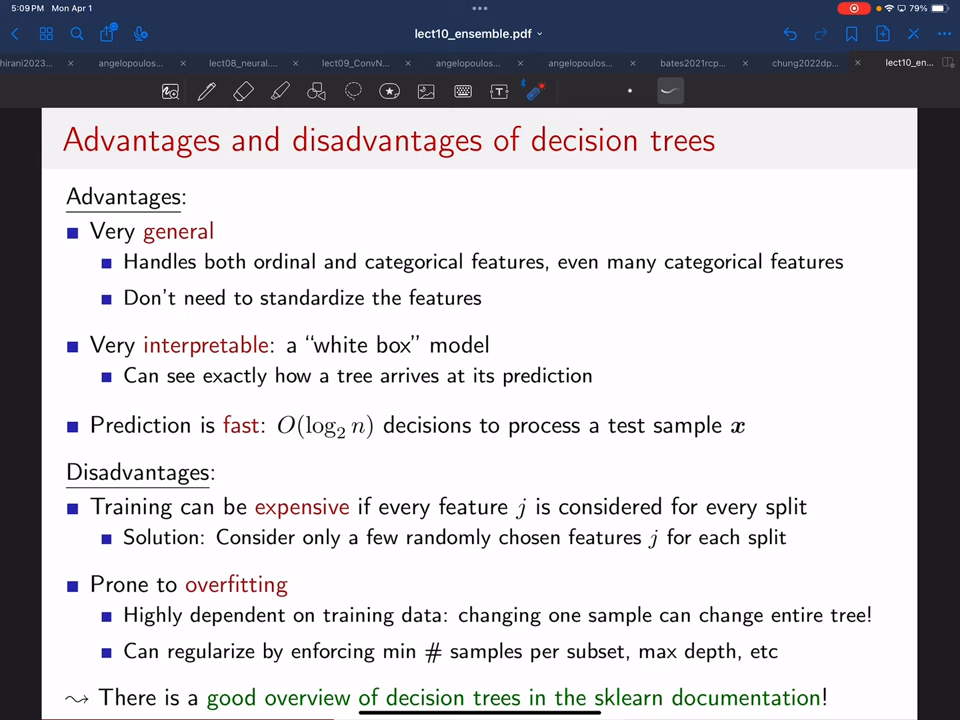 5:09 PM Mon Apr 1
79%
lect10_ensemble.pdf
hirani2023...
angelopoulos...
lect08_neural....
lect09_ConvN...
angelopoulos...
angelopoulos...
bates2021rcp...
chung2022dp...
lect10_en...
Advantages and disadvantages of decision trees
Advantages:
Very general
Handles both ordinal and categorical features, even many categorical features
Don't need to standardize the features
Very interpretable: a "white box" model
Can see exactly how a tree arrives at its prediction
Prediction is fast: O(log₂ n) decisions to process a test sample x
Disadvantages:
Training can be expensive if every feature j is considered for every split
Solution: Consider only a few randomly chosen features j for each split
Prone to overfitting
Highly dependent on training data: changing one sample can change entire tree!
Can regularize by enforcing min # samples per subset, max depth, etc
⇝ There is a good overview of decision trees in the sklearn documentation!